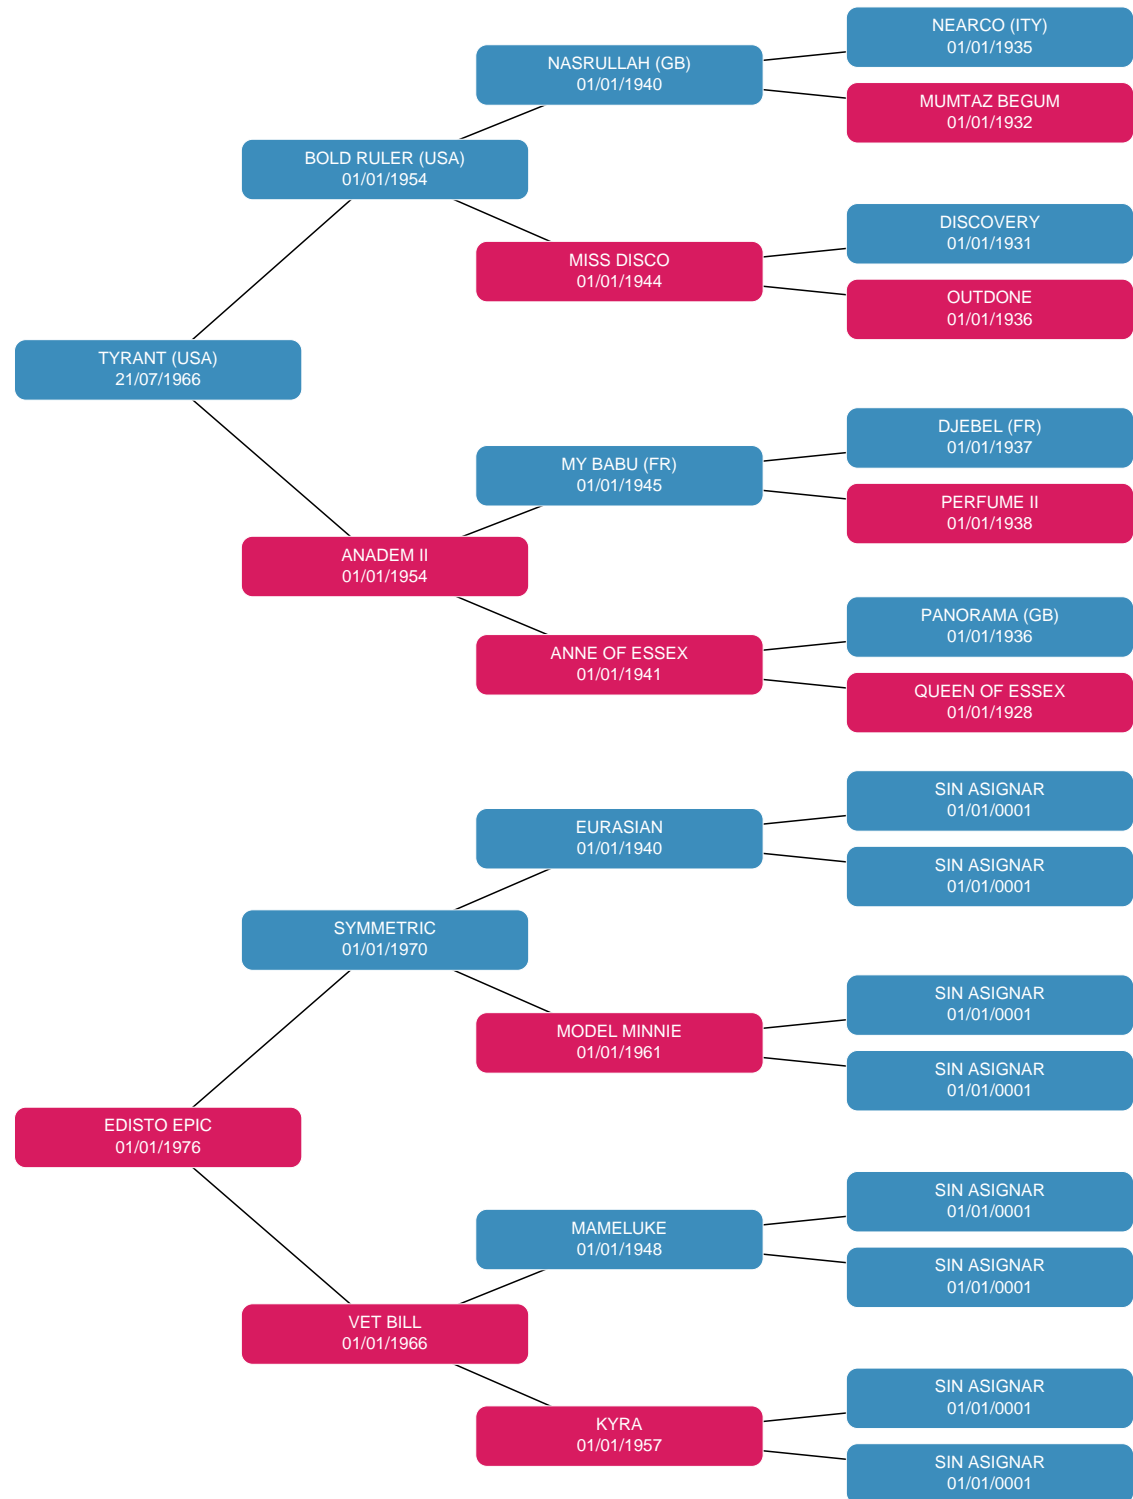 NEARCO (ITY)
01/01/1935
NASRULLAH (GB)
01/01/1940
MUMTAZ BEGUM
01/01/1932
BOLD RULER (USA)
01/01/1954
DISCOVERY
01/01/1931
MISS DISCO
01/01/1944
OUTDONE
01/01/1936
TYRANT (USA)
21/07/1966
DJEBEL (FR)
01/01/1937
MY BABU (FR)
01/01/1945
PERFUME II
01/01/1938
ANADEM II
01/01/1954
PANORAMA (GB)
01/01/1936
ANNE OF ESSEX
01/01/1941
QUEEN OF ESSEX
01/01/1928
SIN ASIGNAR
01/01/0001
EURASIAN
01/01/1940
SIN ASIGNAR
01/01/0001
SYMMETRIC
01/01/1970
SIN ASIGNAR
01/01/0001
MODEL MINNIE
01/01/1961
SIN ASIGNAR
01/01/0001
EDISTO EPIC
01/01/1976
SIN ASIGNAR
01/01/0001
MAMELUKE
01/01/1948
SIN ASIGNAR
01/01/0001
VET BILL
01/01/1966
SIN ASIGNAR
01/01/0001
KYRA
01/01/1957
SIN ASIGNAR
01/01/0001